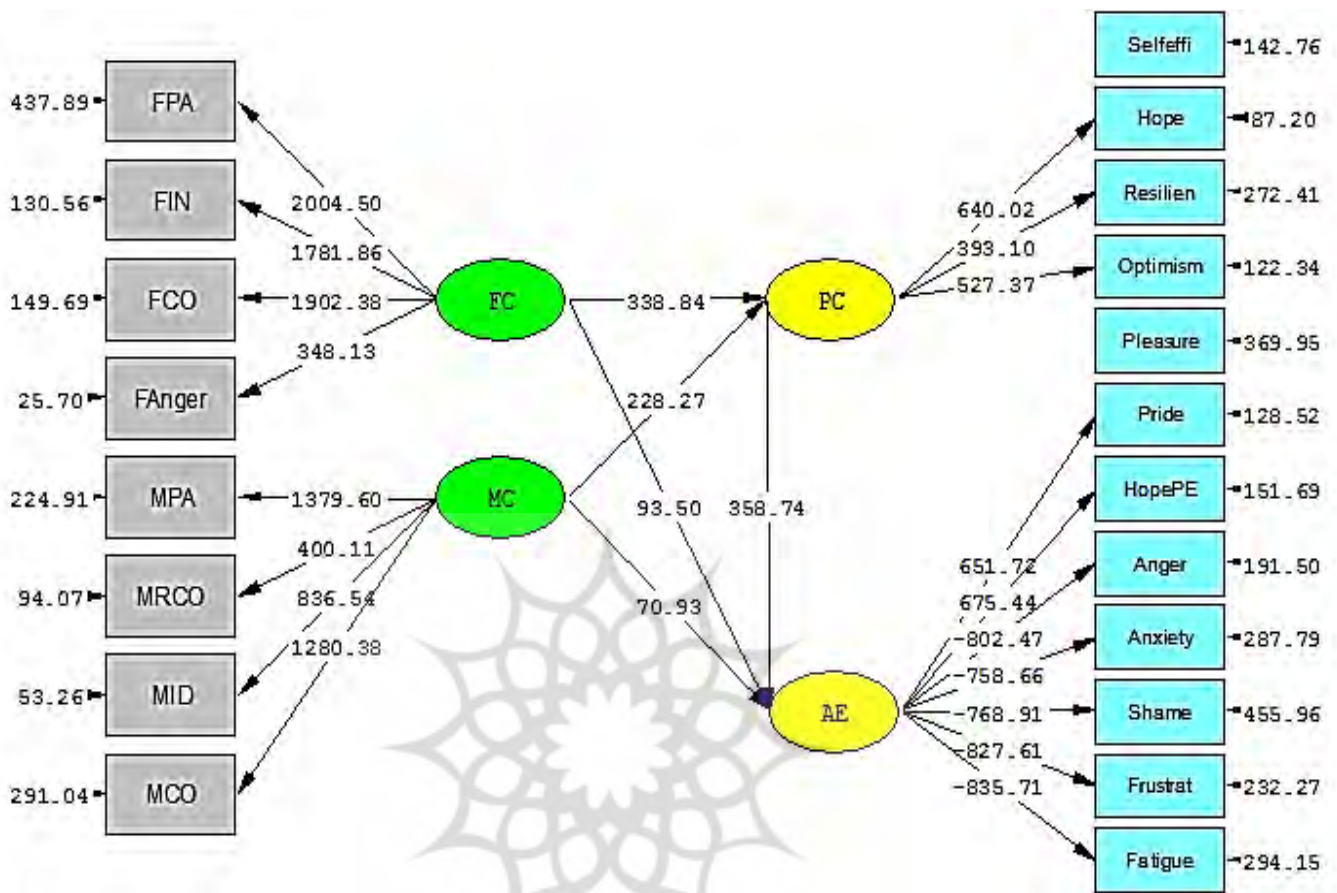 Selfeffi 142.76
437.89 FPA
Hope 87.20
130.56 FIN
2004.50
Resilien 272.41
640.02
1781.86
393.10
149.69 FCO
1902.38
FC
338.84
PC
527.37
Optimism 122.34
348.13
Pleasure 369.95
25.70 FAnger
228.27
Pride 128.52
224.91 MPA
1379.60
MC
93.50
358.74
HopePE 151.69
400.11
651.72
Anger 191.50
94.07 MRCO
836.54
70.93
675.44
-802.47
Anxiety 287.79
1280.38
-758.66
53.26 MID
AE
-768.91
Shame 455.96
-827.61
291.04 MCO
-835.71
Frustrat 232.27
Fatigue 294.15